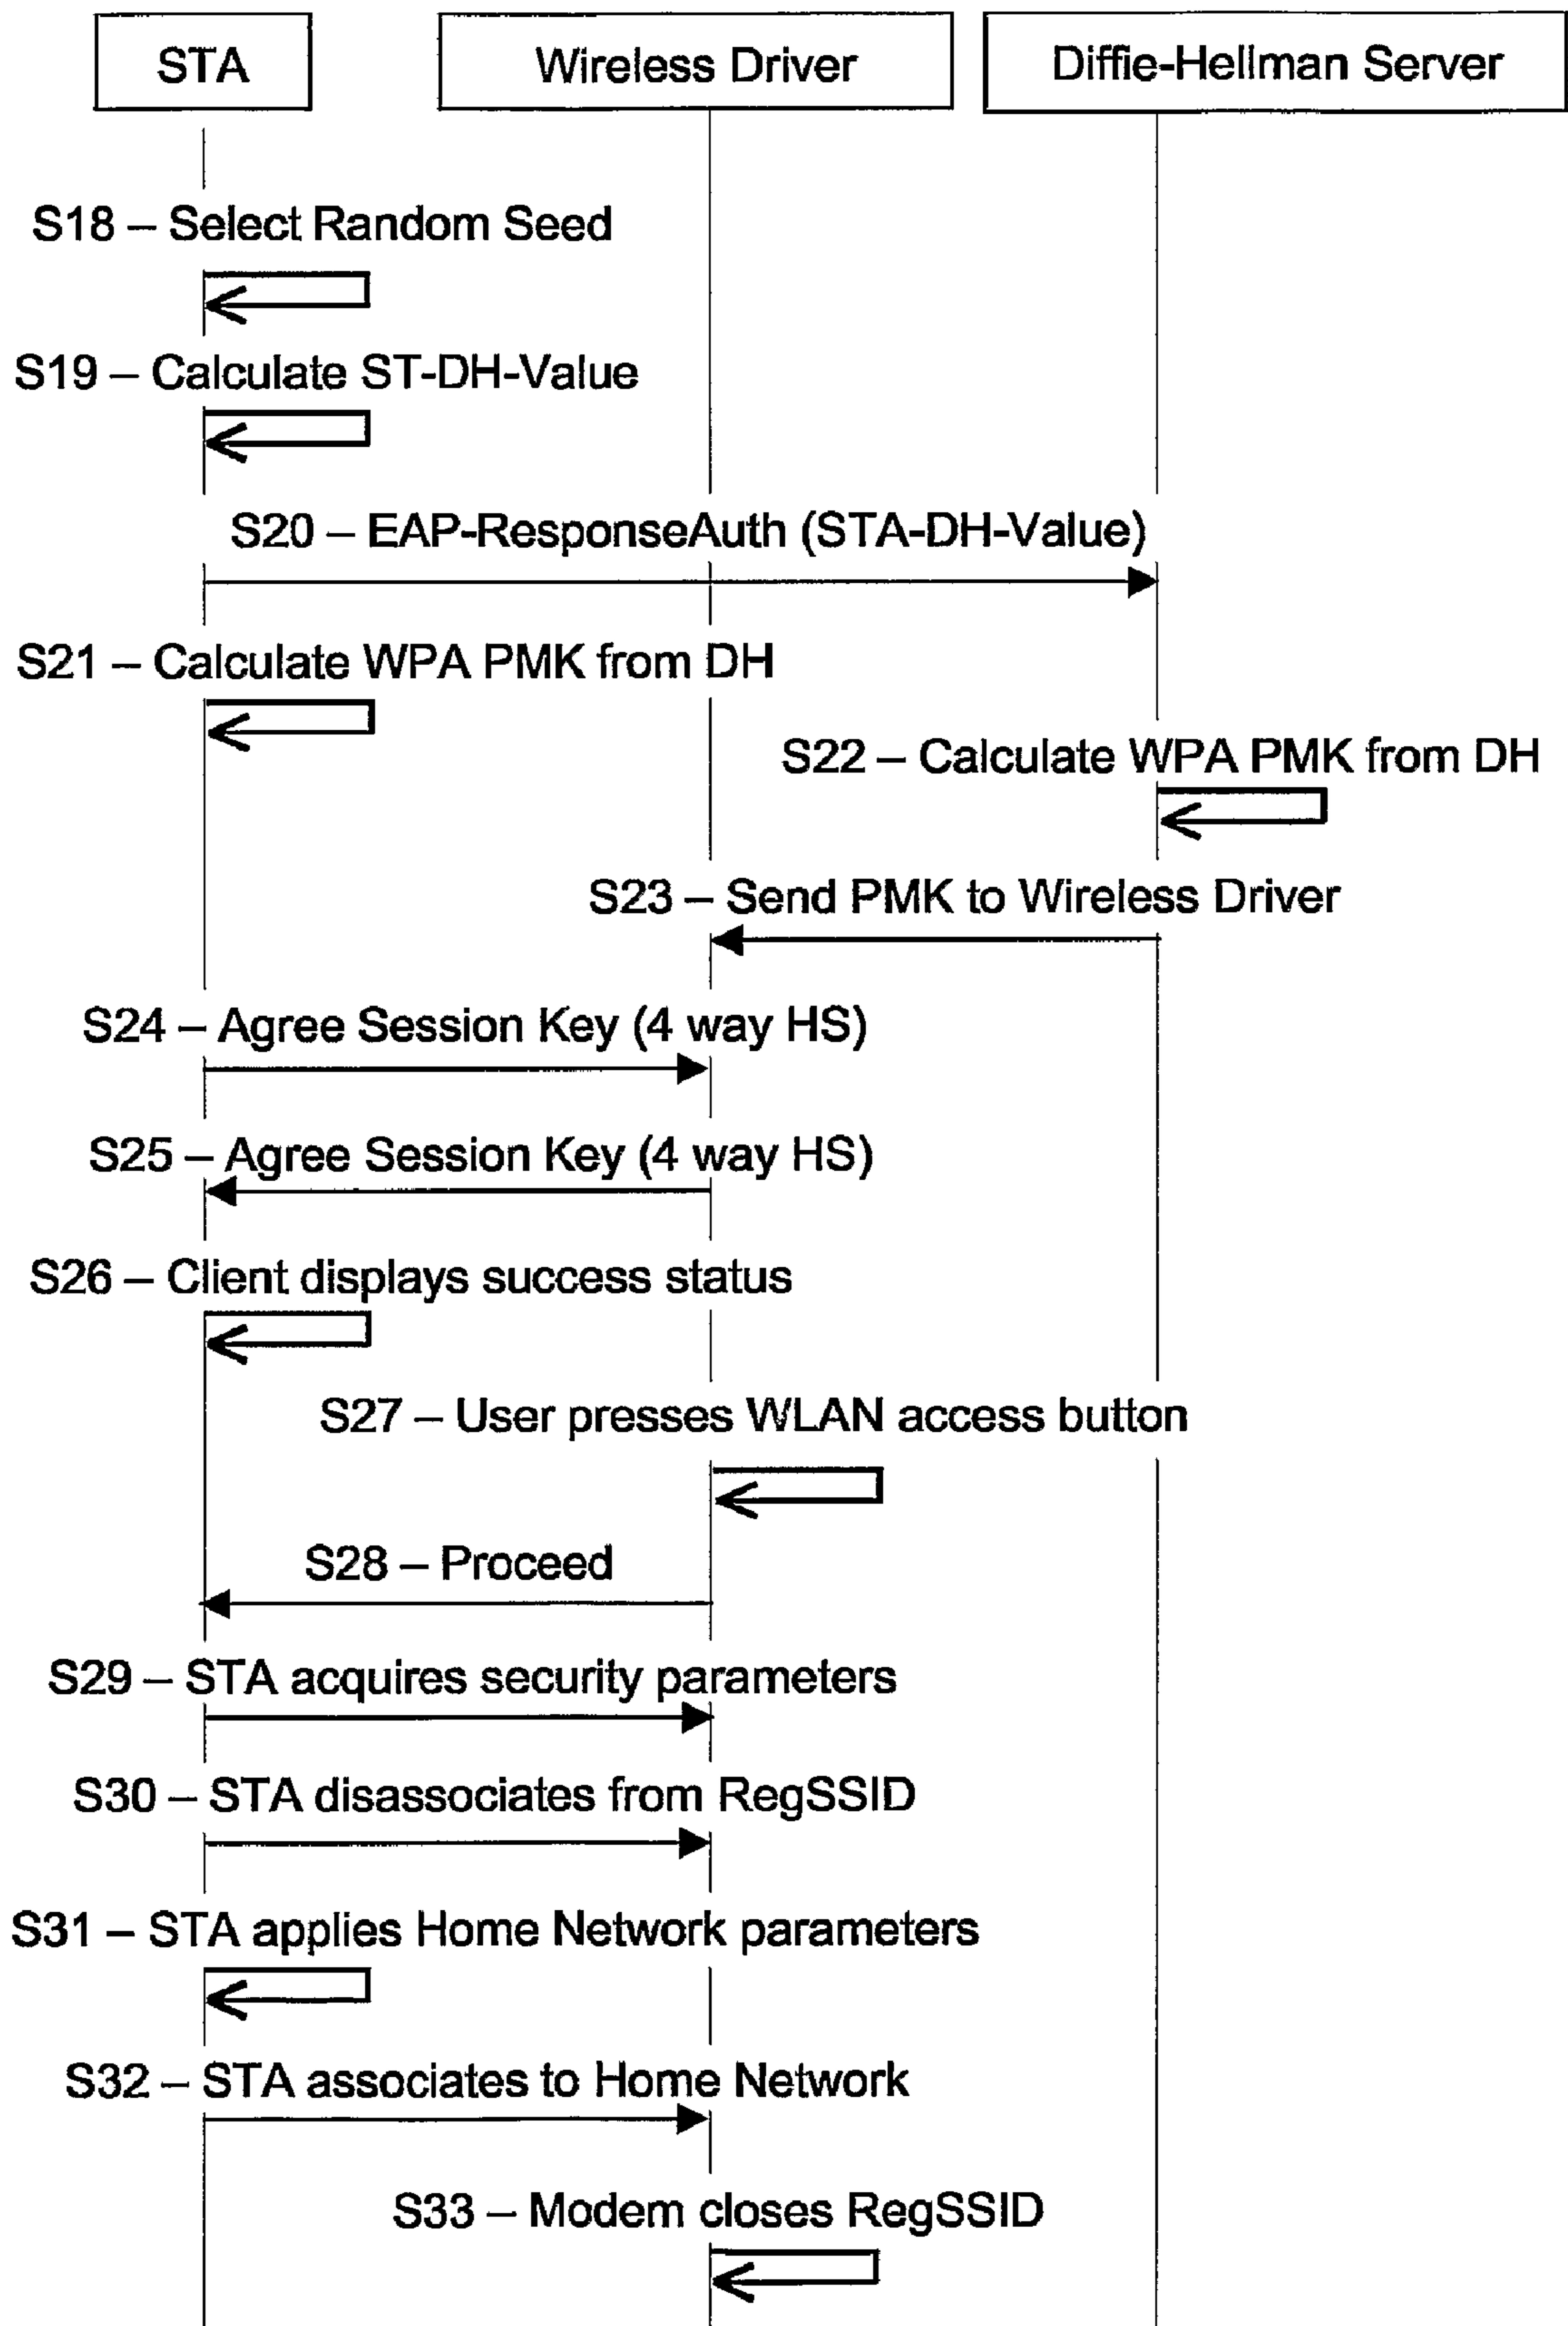 STA
Wireless Driver
Diffie-Hellman Server
S18 – Select Random Seed
S19 – Calculate ST-DH-Value
S20 – EAP-ResponseAuth (STA-DH-Value)
S21 – Calculate WPA PMK from DH
S22 – Calculate WPA PMK from DH
S23 – Send PMK to Wireless Driver
S24 – Agree Session Key (4 way HS)
S25 – Agree Session Key (4 way HS)
S26 – Client displays success status
S27 – User presses WLAN access button
S28 – Proceed
S29 – STA acquires security parameters
S30 – STA disassociates from RegSSID
S31 – STA applies Home Network parameters
S32 – STA associates to Home Network
S33 – Modem closes RegSSID